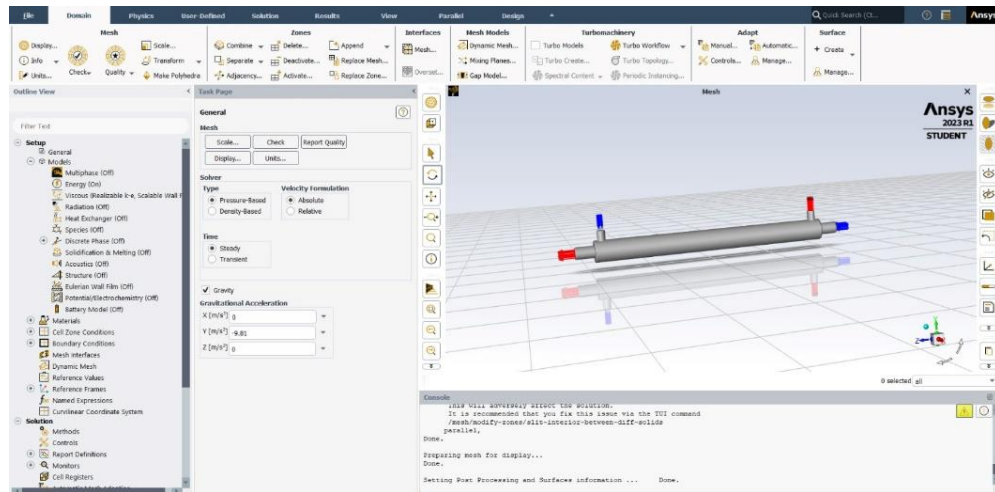 File Domain Physics User-Defined Solution Results View Parallel Design Quick Search (Ct... Ansys
Mesh Zones Interfaces Mesh Models Turbomachinery Adapt Surface
Display... Scale... Combine Delete... Append Mesh... Dynamic Mesh... Turbo Models Turbo Workflow Manual... Automatic... Create
Info Transform Separate Deactivate... Replace Mesh... Mixing Planes... Turbo Create... Turbo Topology... Controls... Manage...
Units... Check Quality Make Polyhedra Adjacency... Activate... Replace Zone... Overset... Gap Model... Spectral Content Periodic Instancing... Manage...
Outline View
Filter Text
Setup
General
Models
Multiphase (Off)
Energy (On)
Viscous (Realizable k-e, Scalable Wall F
Radiation (Off)
Heat Exchanger (Off)
Species (Off)
Discrete Phase (Off)
Solidification & Melting (Off)
Acoustics (Off)
Structure (Off)
Eulerian Wall Film (Off)
Potential/Electrochemistry (Off)
Battery Model (Off)
Materials
Cell Zone Conditions
Boundary Conditions
Mesh Interfaces
Dynamic Mesh
Reference Values
Reference Frames
Named Expressions
Curvilinear Coordinate System
Solution
Methods
Controls
Report Definitions
Monitors
Cell Registers
Task Page
General
Mesh
Scale... Check Report Quality
Display... Units...
Solver
Type Velocity Formulation
Pressure-Based Absolute
Density-Based Relative
Time
Steady
Transient
Gravity
Gravitational Acceleration
X [m/s²] 0
Y [m/s²] -9.81
Z [m/s²] 0
Mesh
Ansys
2023 R1
STUDENT
Y
Z
0 selected all
Console
This will adversely affect the solution.
It is recommended that you fix this issue via the TUI command
/mesh/modify-zones/slit-interior-between-diff-solids
parallel,
Done.
Preparing mesh for display...
Done.
Setting Post Processing and Surfaces information ... Done.